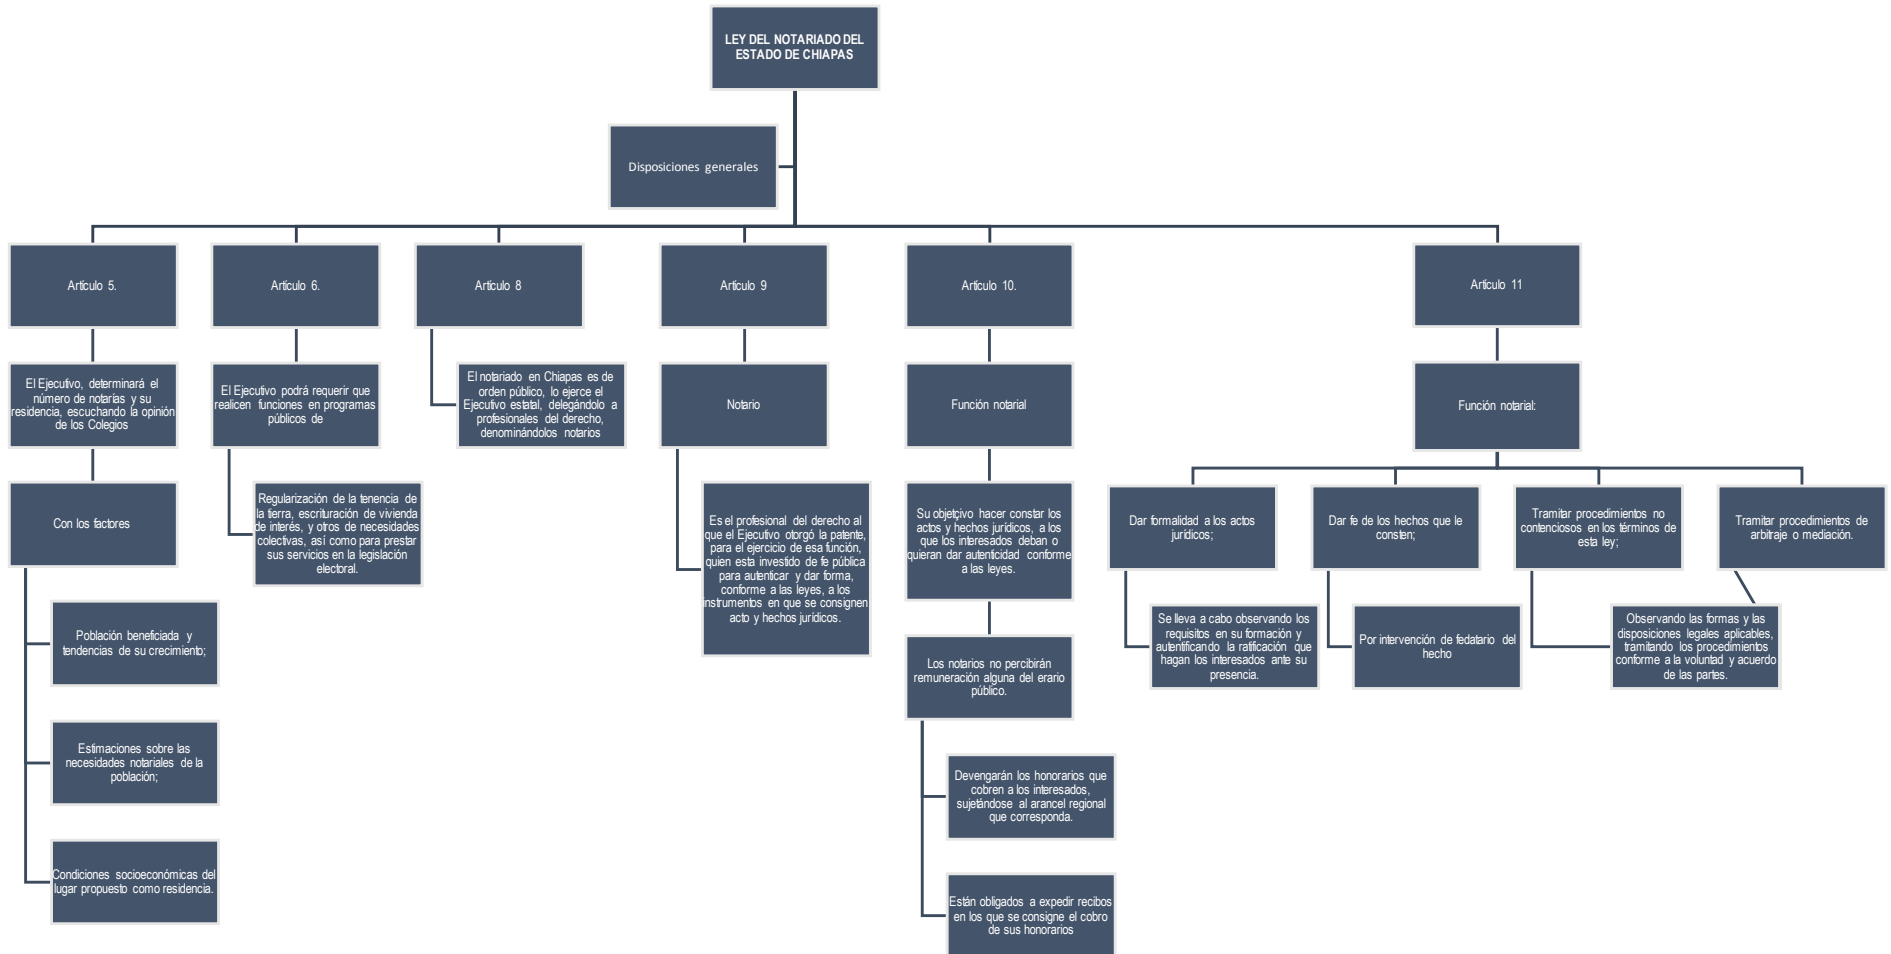 LEY DEL NOTARIADO DEL
ESTADO DE CHIAPAS
Disposiciones generales
Artículo 5.
Artículo 6.
Artículo 8
Artículo 9
Artículo 10.
Artículo 11
El Ejecutivo, determinará el
número de notarías y su
residencia, escuchando la opinión
de los Colegios
El Ejecutivo podrá requerir que
realicen funciones en programas
públicos de
El notariado en Chiapas es de
orden público, lo ejerce el
Ejecutivo estatal, delegándolo a
profesionales del derecho,
denominándolos notarios
Notario
Función notarial
Función notarial:
Con los factores
Regularización de la tenencia de
la tierra, escrituración de vivienda
de interés, y otros de necesidades
colectivas, así como para prestar
sus servicios en la legislación
electoral.
Es el profesional del derecho al
que el Ejecutivo otorgó la patente,
para el ejercicio de esa función,
quien esta investido de fe pública
para autenticar y dar forma,
conforme a las leyes, a los
instrumentos en que se consignen
acto y hechos jurídicos.
Su objetçivo hacer constar los
actos y hechos jurídicos, a los
que los interesados deban o
quieran dar autenticidad conforme
a las leyes.
Dar formalidad a los actos
jurídicos;
Dar fe de los hechos que le
consten;
Tramitar procedimientos no
contenciosos en los términos de
esta ley;
Tramitar procedimientos de
arbitraje o mediación.
Población beneficiada y
tendencias de su crecimiento;
Los notarios no percibirán
remuneración alguna del erario
público.
Se lleva a cabo observando los
requisitos en su formación y
autentificando la ratificación que
hagan los interesados ante su
presencia.
Por intervención de fedatario del
hecho
Observando las formas y las
disposiciones legales aplicables,
tramitando los procedimientos
conforme a la voluntad y acuerdo
de las partes.
Estimaciones sobre las
necesidades notariales de la
población;
Devengarán los honorarios que
cobren a los interesados,
sujetándose al arancel regional
que corresponda.
Condiciones socioeconómicas del
lugar propuesto como residencia.
Están obligados a expedir recibos
en los que se consigne el cobro
de sus honorarios